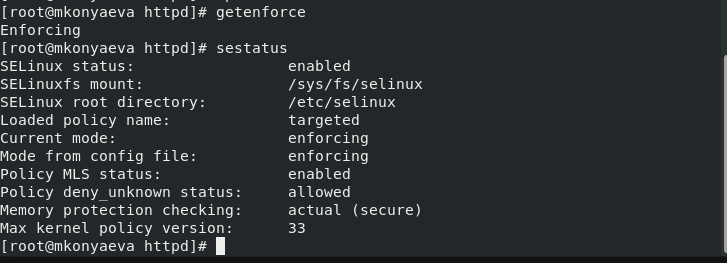 [root@mkonyaeva httpd]# getenforce
Enforcing
[root@mkonyaeva httpd]# sestatus
SELinux status:                 enabled
SELinuxfs mount:                /sys/fs/selinux
SELinux root directory:         /etc/selinux
Loaded policy name:             targeted
Current mode:                   enforcing
Mode from config file:          enforcing
Policy MLS status:              enabled
Policy deny_unknown status:     allowed
Memory protection checking:     actual (secure)
Max kernel policy version:      33
[root@mkonyaeva httpd]#